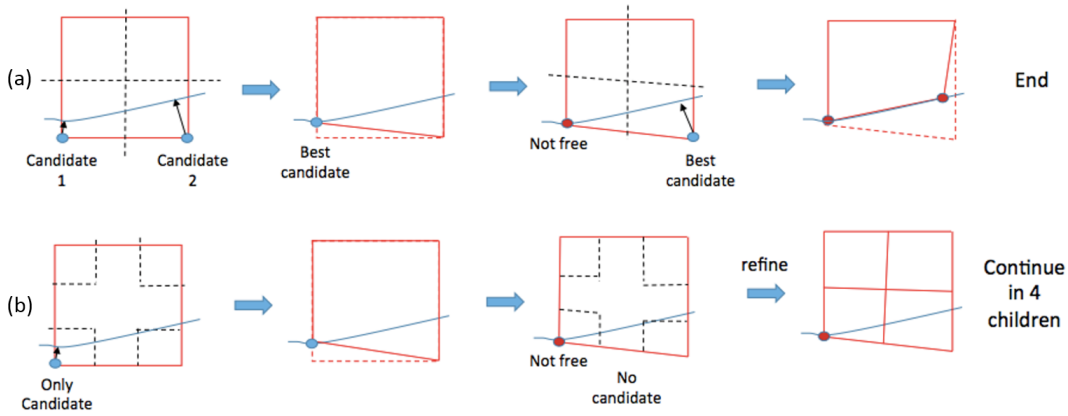 (a)
Candidate
1
Candidate
2
Best
candidate
Not free
Best
candidate
End
(b)
Only
Candidate
Not free
No
candidate
refine
Continue
in 4
children